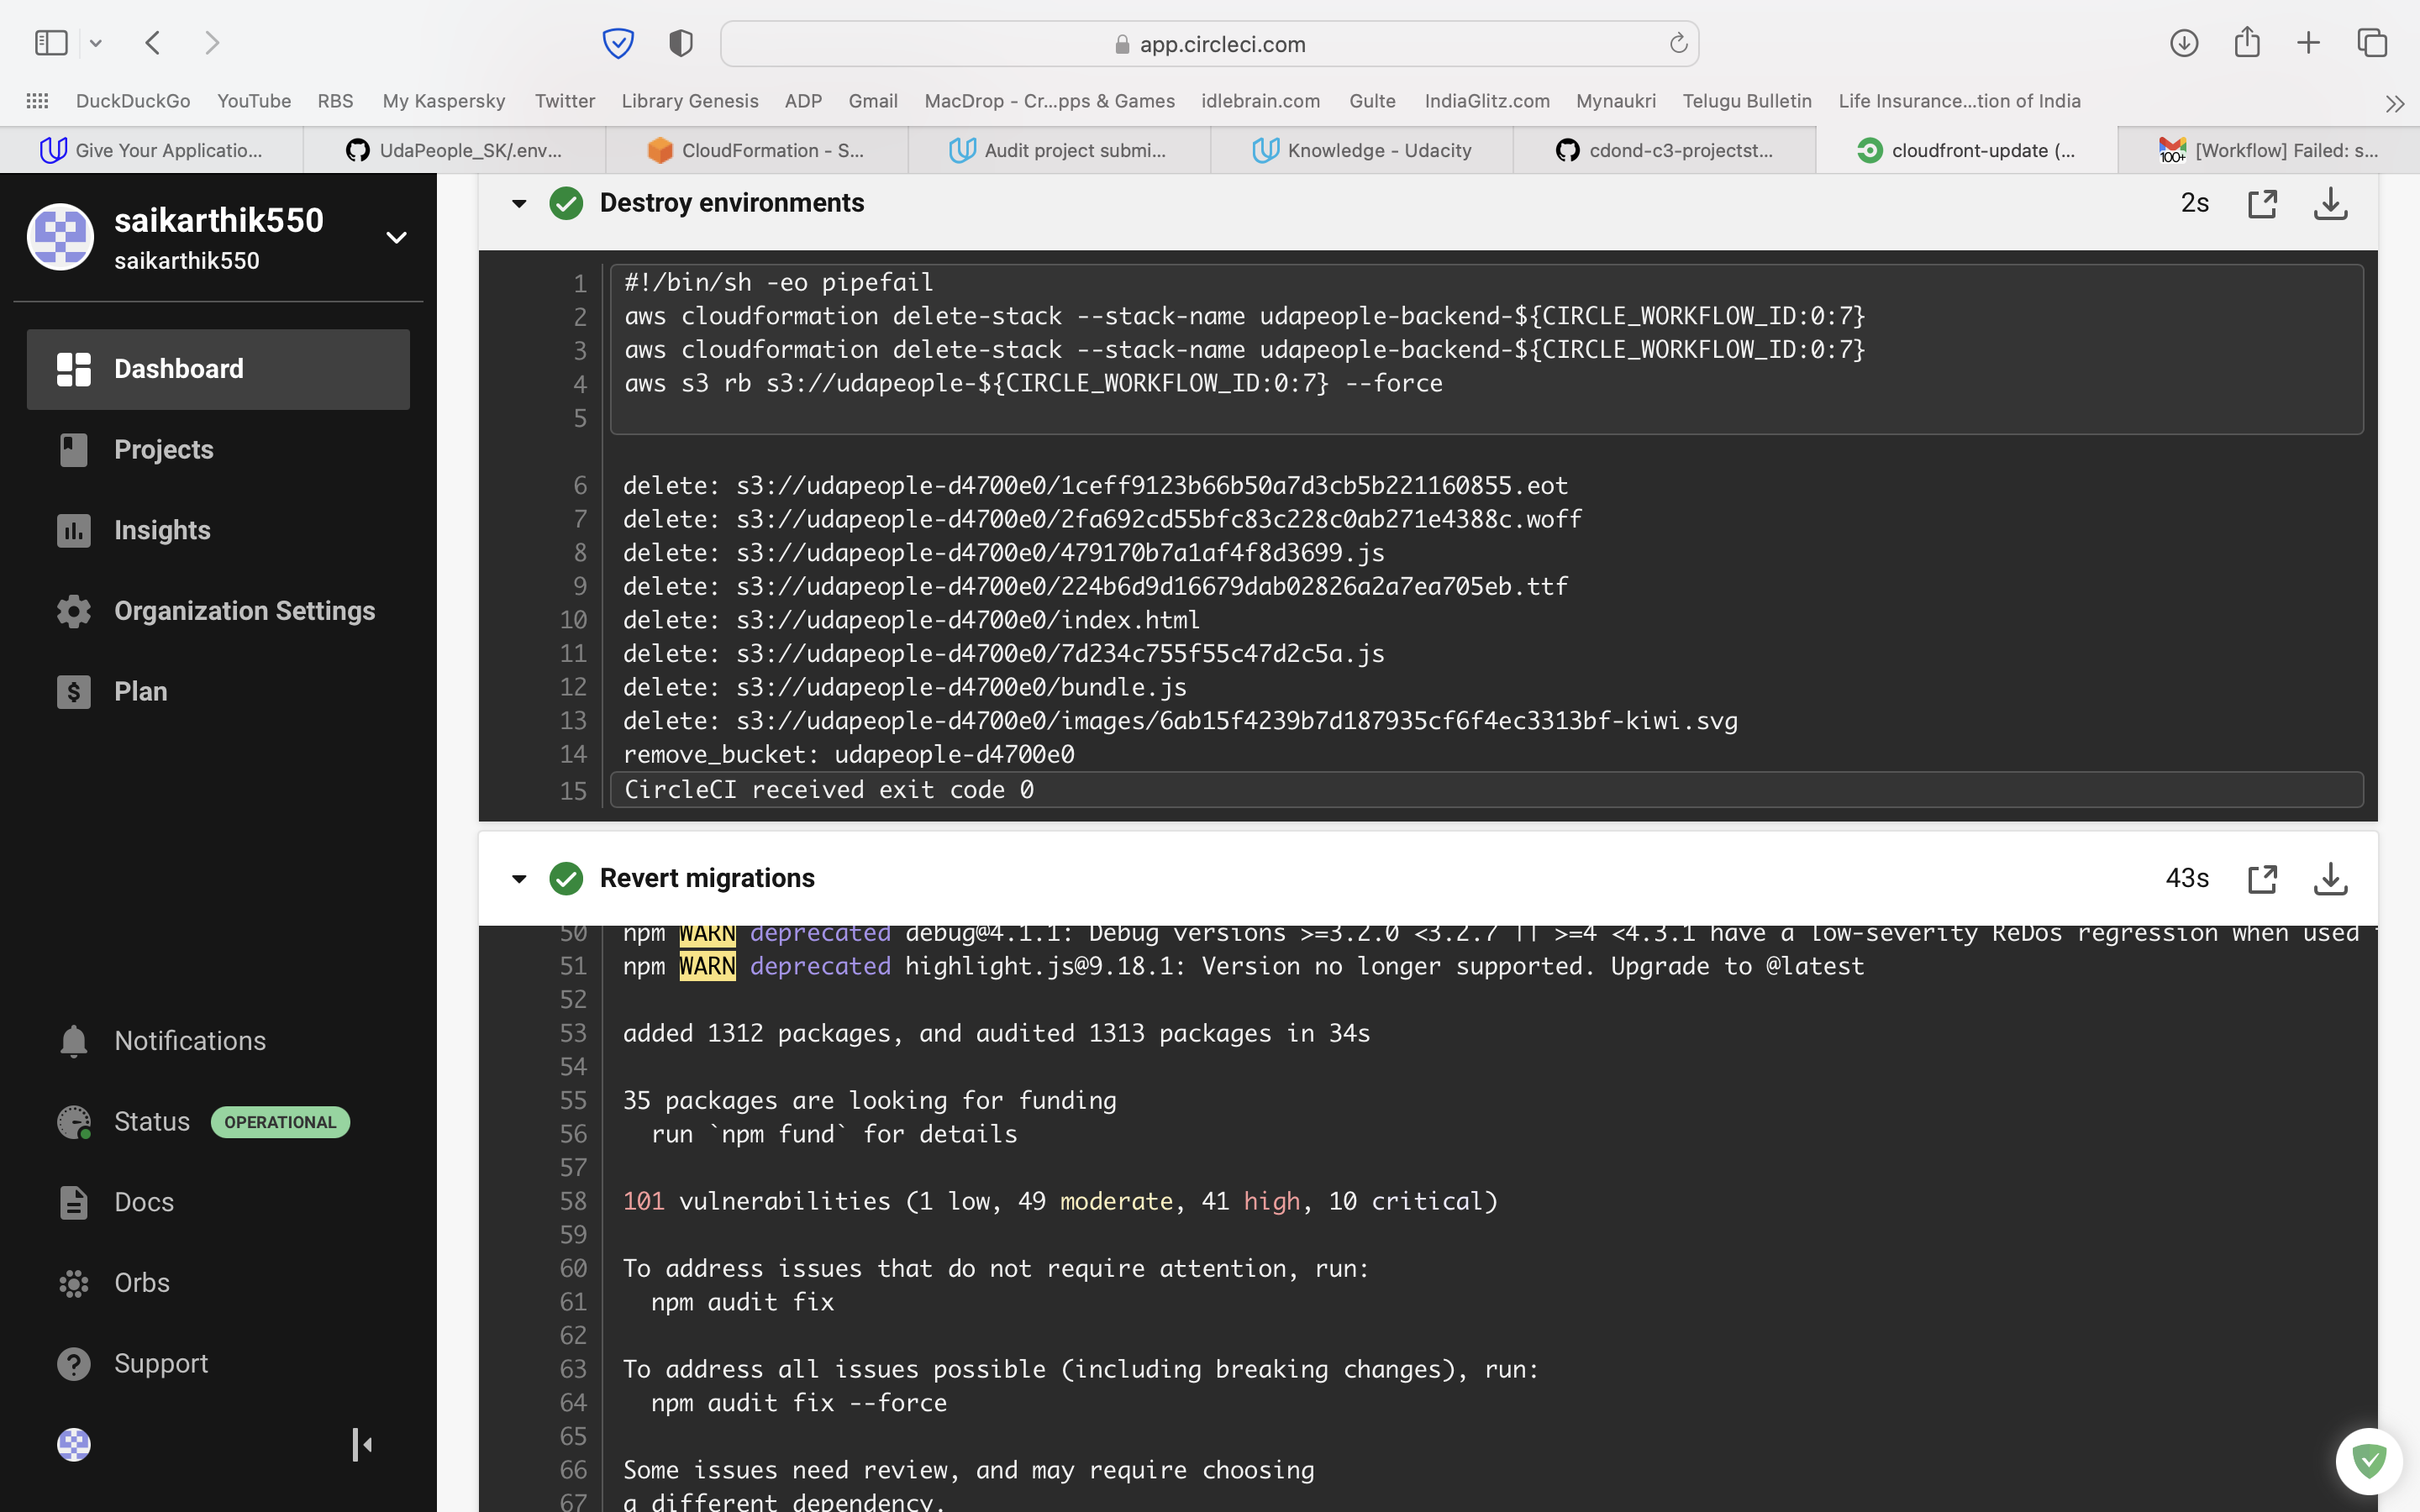 app.circleci.com
DuckDuckGo YouTube RBS My Kaspersky Twitter Library Genesis ADP Gmail MacDrop - Cr...pps & Games idlebrain.com Gulte IndiaGlitz.com Mynaukri Telugu Bulletin Life Insurance...tion of India
Give Your Applicatio... UdaPeople_SK/.env... CloudFormation - S... Audit project submi... Knowledge - Udacity cdond-c3-projectst... cloudfront-update (... 100+ [Workflow] Failed: s...
saikarthik550
saikarthik550
Dashboard
Projects
Insights
Organization Settings
Plan
Notifications
Status OPERATIONAL
Docs
Orbs
Support
Destroy environments 2s
1 #!/bin/sh -eo pipefail
2 aws cloudformation delete-stack --stack-name udapeople-backend-${CIRCLE_WORKFLOW_ID:0:7}
3 aws cloudformation delete-stack --stack-name udapeople-backend-${CIRCLE_WORKFLOW_ID:0:7}
4 aws s3 rb s3://udapeople-${CIRCLE_WORKFLOW_ID:0:7} --force
5
6 delete: s3://udapeople-d4700e0/1ceff9123b66b50a7d3cb5b221160855.eot
7 delete: s3://udapeople-d4700e0/2fa692cd55bfc83c228c0ab271e4388c.woff
8 delete: s3://udapeople-d4700e0/479170b7a1af4f8d3699.js
9 delete: s3://udapeople-d4700e0/224b6d9d16679dab02826a2a7ea705eb.ttf
10 delete: s3://udapeople-d4700e0/index.html
11 delete: s3://udapeople-d4700e0/7d234c755f55c47d2c5a.js
12 delete: s3://udapeople-d4700e0/bundle.js
13 delete: s3://udapeople-d4700e0/images/6ab15f4239b7d187935cf6f4ec3313bf-kiwi.svg
14 remove_bucket: udapeople-d4700e0
15 CircleCI received exit code 0
Revert migrations 43s
50 npm WARN deprecated debug@4.1.1: Debug versions >=3.2.0 <3.2.7 || >=4 <4.3.1 have a low-severity ReDos regression when used
51 npm WARN deprecated highlight.js@9.18.1: Version no longer supported. Upgrade to @latest
52
53 added 1312 packages, and audited 1313 packages in 34s
54
55 35 packages are looking for funding
56 run `npm fund` for details
57
58 101 vulnerabilities (1 low, 49 moderate, 41 high, 10 critical)
59
60 To address issues that do not require attention, run:
61 npm audit fix
62
63 To address all issues possible (including breaking changes), run:
64 npm audit fix --force
65
66 Some issues need review, and may require choosing
67 a different dependency.